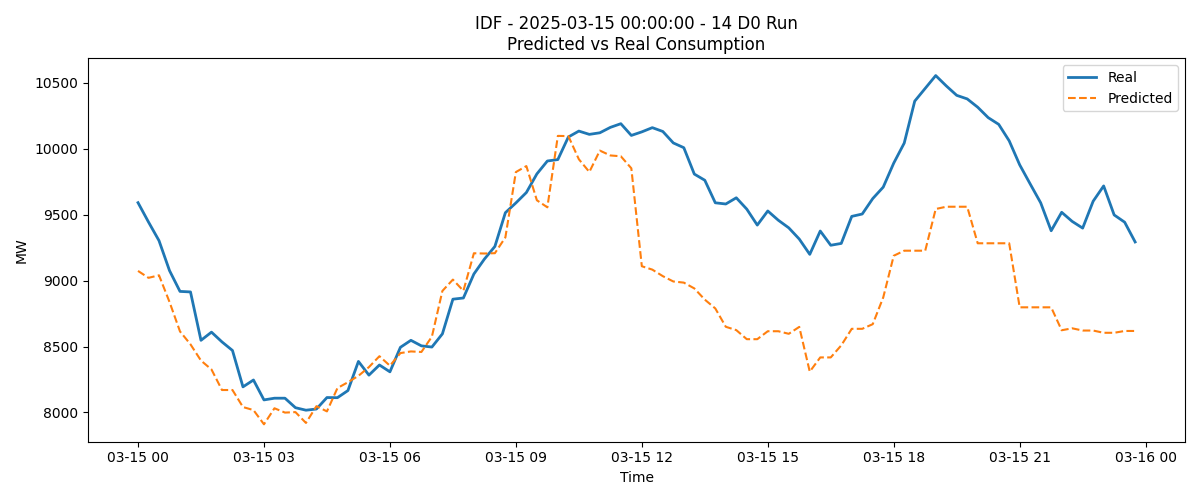 IDF - 2025-03-15 00:00:00 - 14 D0 Run
Predicted vs Real Consumption
Real
Predicted
MW
10500
10000
9500
9000
8500
8000
03-15 00
03-15 03
03-15 06
03-15 09
03-15 12
03-15 15
03-15 18
03-15 21
03-16 00
Time